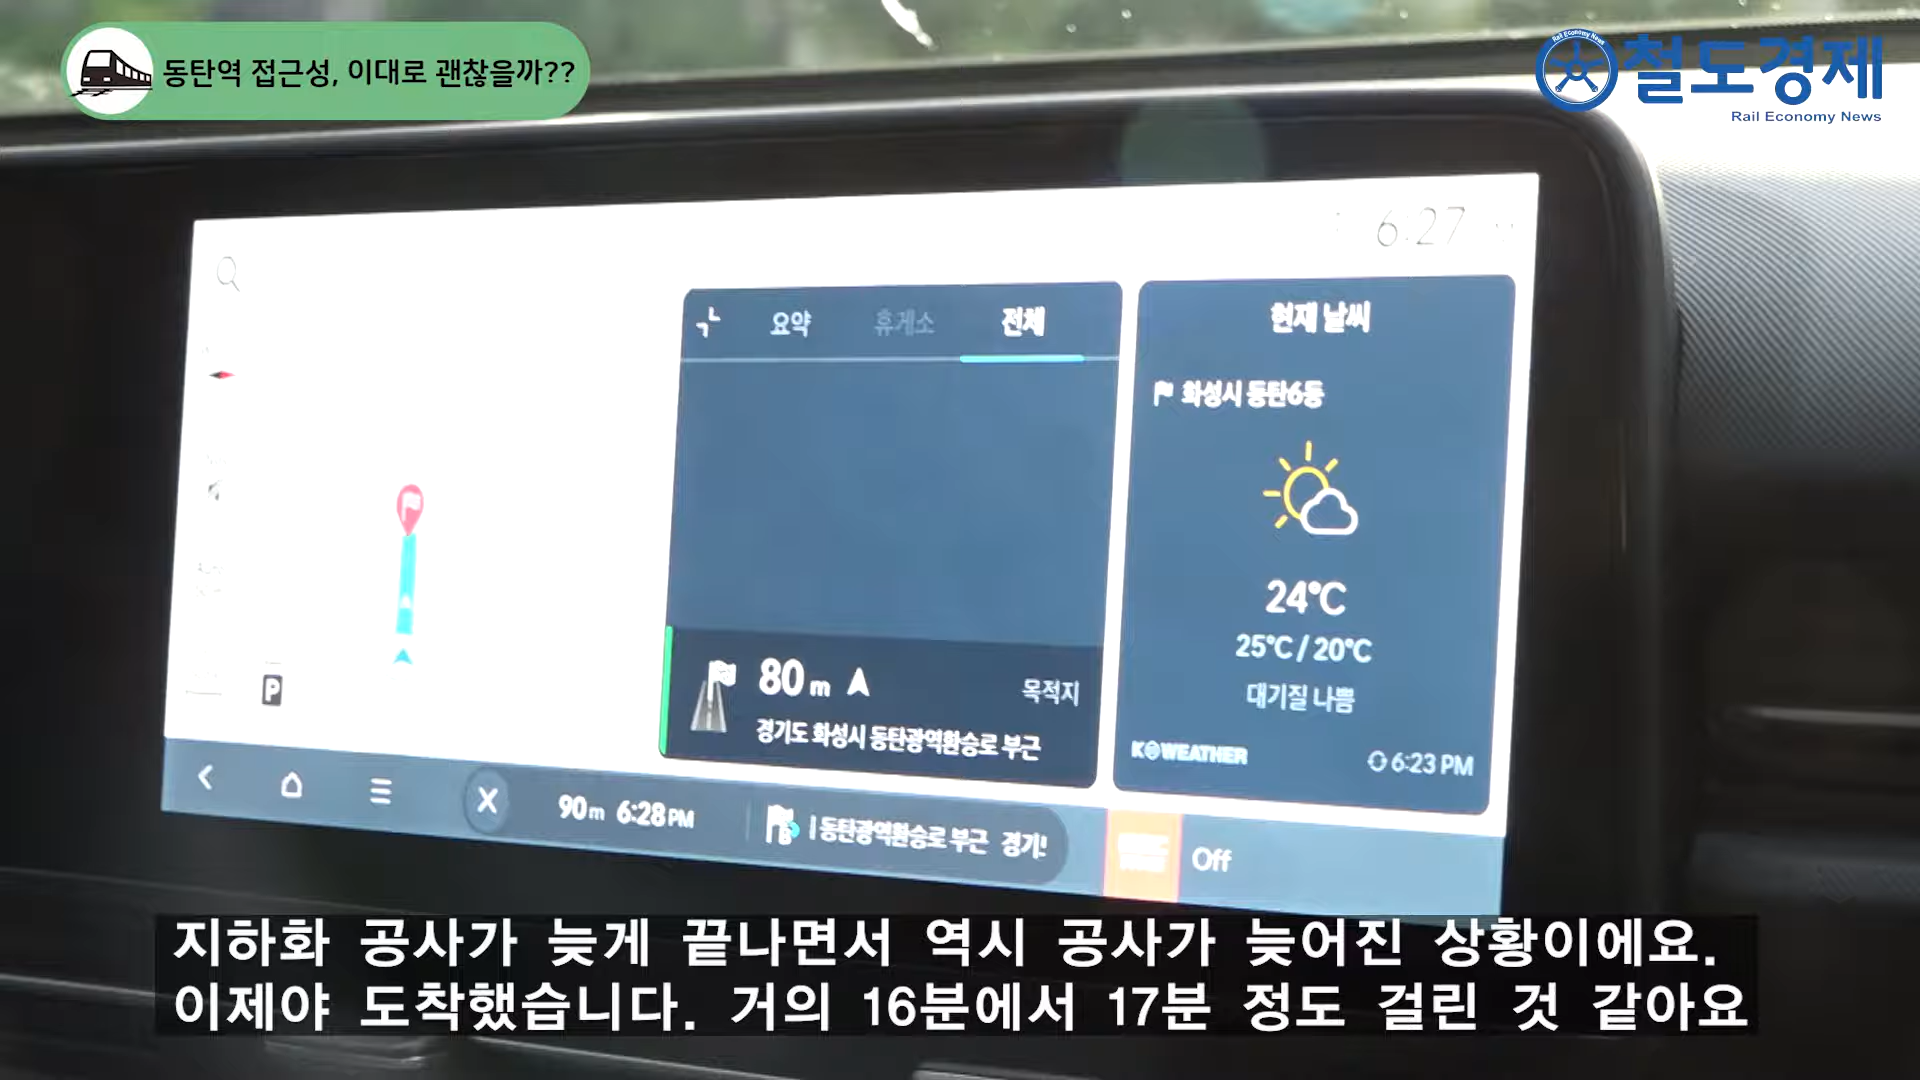 동탄역 접근성, 이대로 괜찮을까??
Rail Economy News
철도경제
Rail Economy News
6:27
요약 휴게소 전체
현재 날씨
화성시 동탄6동
24°C
25°C / 20°C
대기질 나쁨
K WEATHER
6:23 PM
80 m
목적지
경기도 화성시 동탄광역환승로 부근
P
90m 6:28 PM
동탄광역환승로 부근 경기
Off
지하화 공사가 늦게 끝나면서 역시 공사가 늦어진 상황이에요.
이제야 도착했습니다. 거의 16분에서 17분 정도 걸린 것 같아요